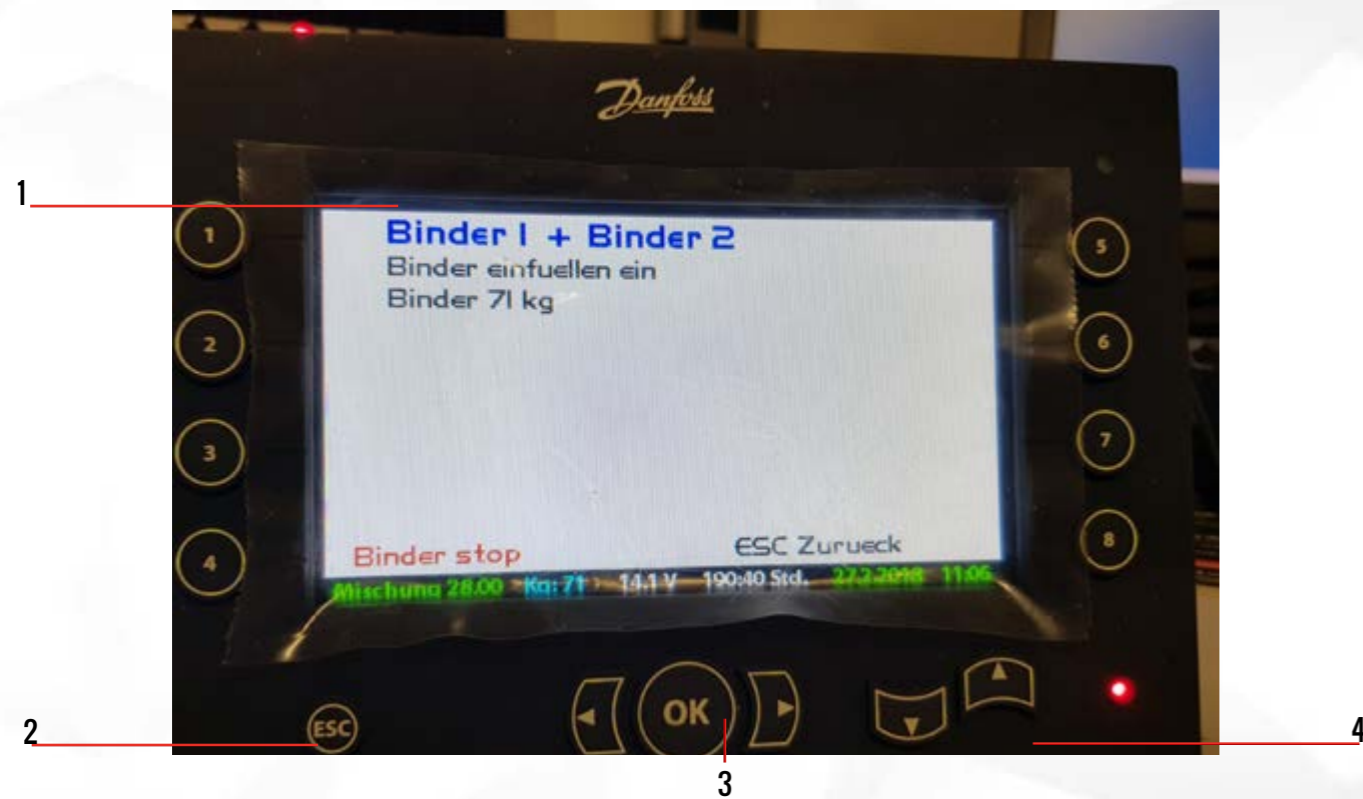 Danfoss
1
1
5
Binder 1 + Binder 2
Binder einfuellen ein
Binder 71 kg
2
6
3
7
4
8
Binder stop
ESC Zurueck
Mischung 28.00 Kg: 71 14.1 V 190:40 Std. 27.2.2018 11:06
2
ESC
OK
4
3